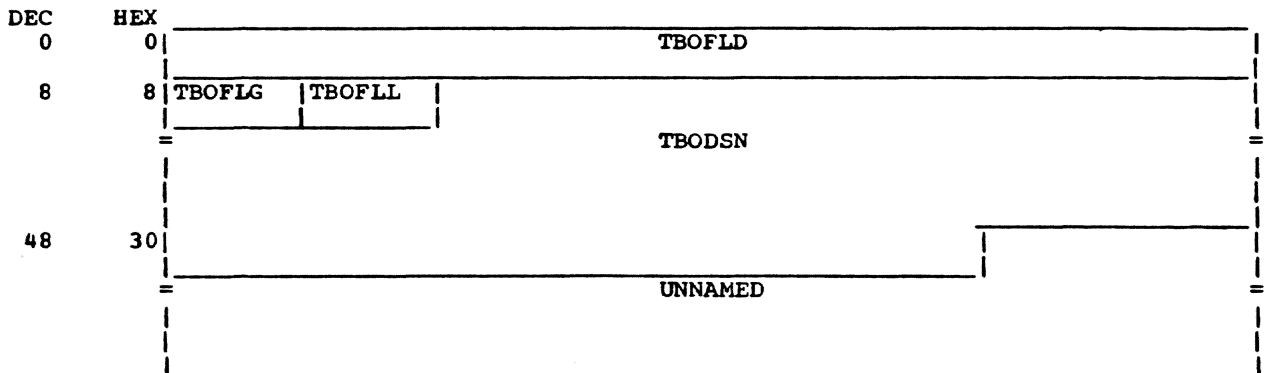 DEC HEX
0 0 TBOFLD
8 8 TBOFLG TBOFLL
TBODSN
48 30
UNNAMED